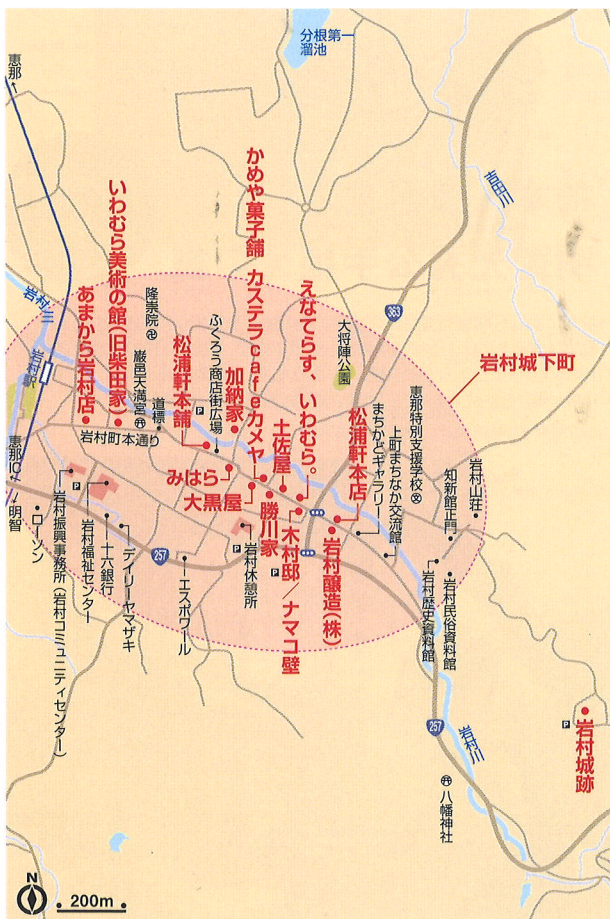 分根第一
溜池
恵那
吉田川
363
かめや菓子舗 カステラcafeカメヤ
いわむら美術の館(旧柴田家)
あまから岩村店
岩村川
岩村駅
隆崇院
巌邑天満宮
道標
松浦軒本舗
ふくろう商店街広場
加納家
えなてらす、いわむら。
大将陣公園
岩村城下町
土佐屋
松浦軒本店
まちかどギャラリー
上町まちなか交流館
恵那特別支援学校
知新館正門
岩村山荘
岩村町本通り
みはら
大黒屋
勝川家
木村邸/ナマコ壁
岩村醸造(株)
岩村歴史資料館
岩村民俗資料館
恵那IC
明智
ローソン
岩村振興事務所(岩村コミュニティセンター)
岩村福祉センター
十六銀行
デイリーヤマザキ
257
エスポワール
P
岩村休憩所
P
P
P
257
岩村川
八幡神社
P
岩村城跡
N
200m